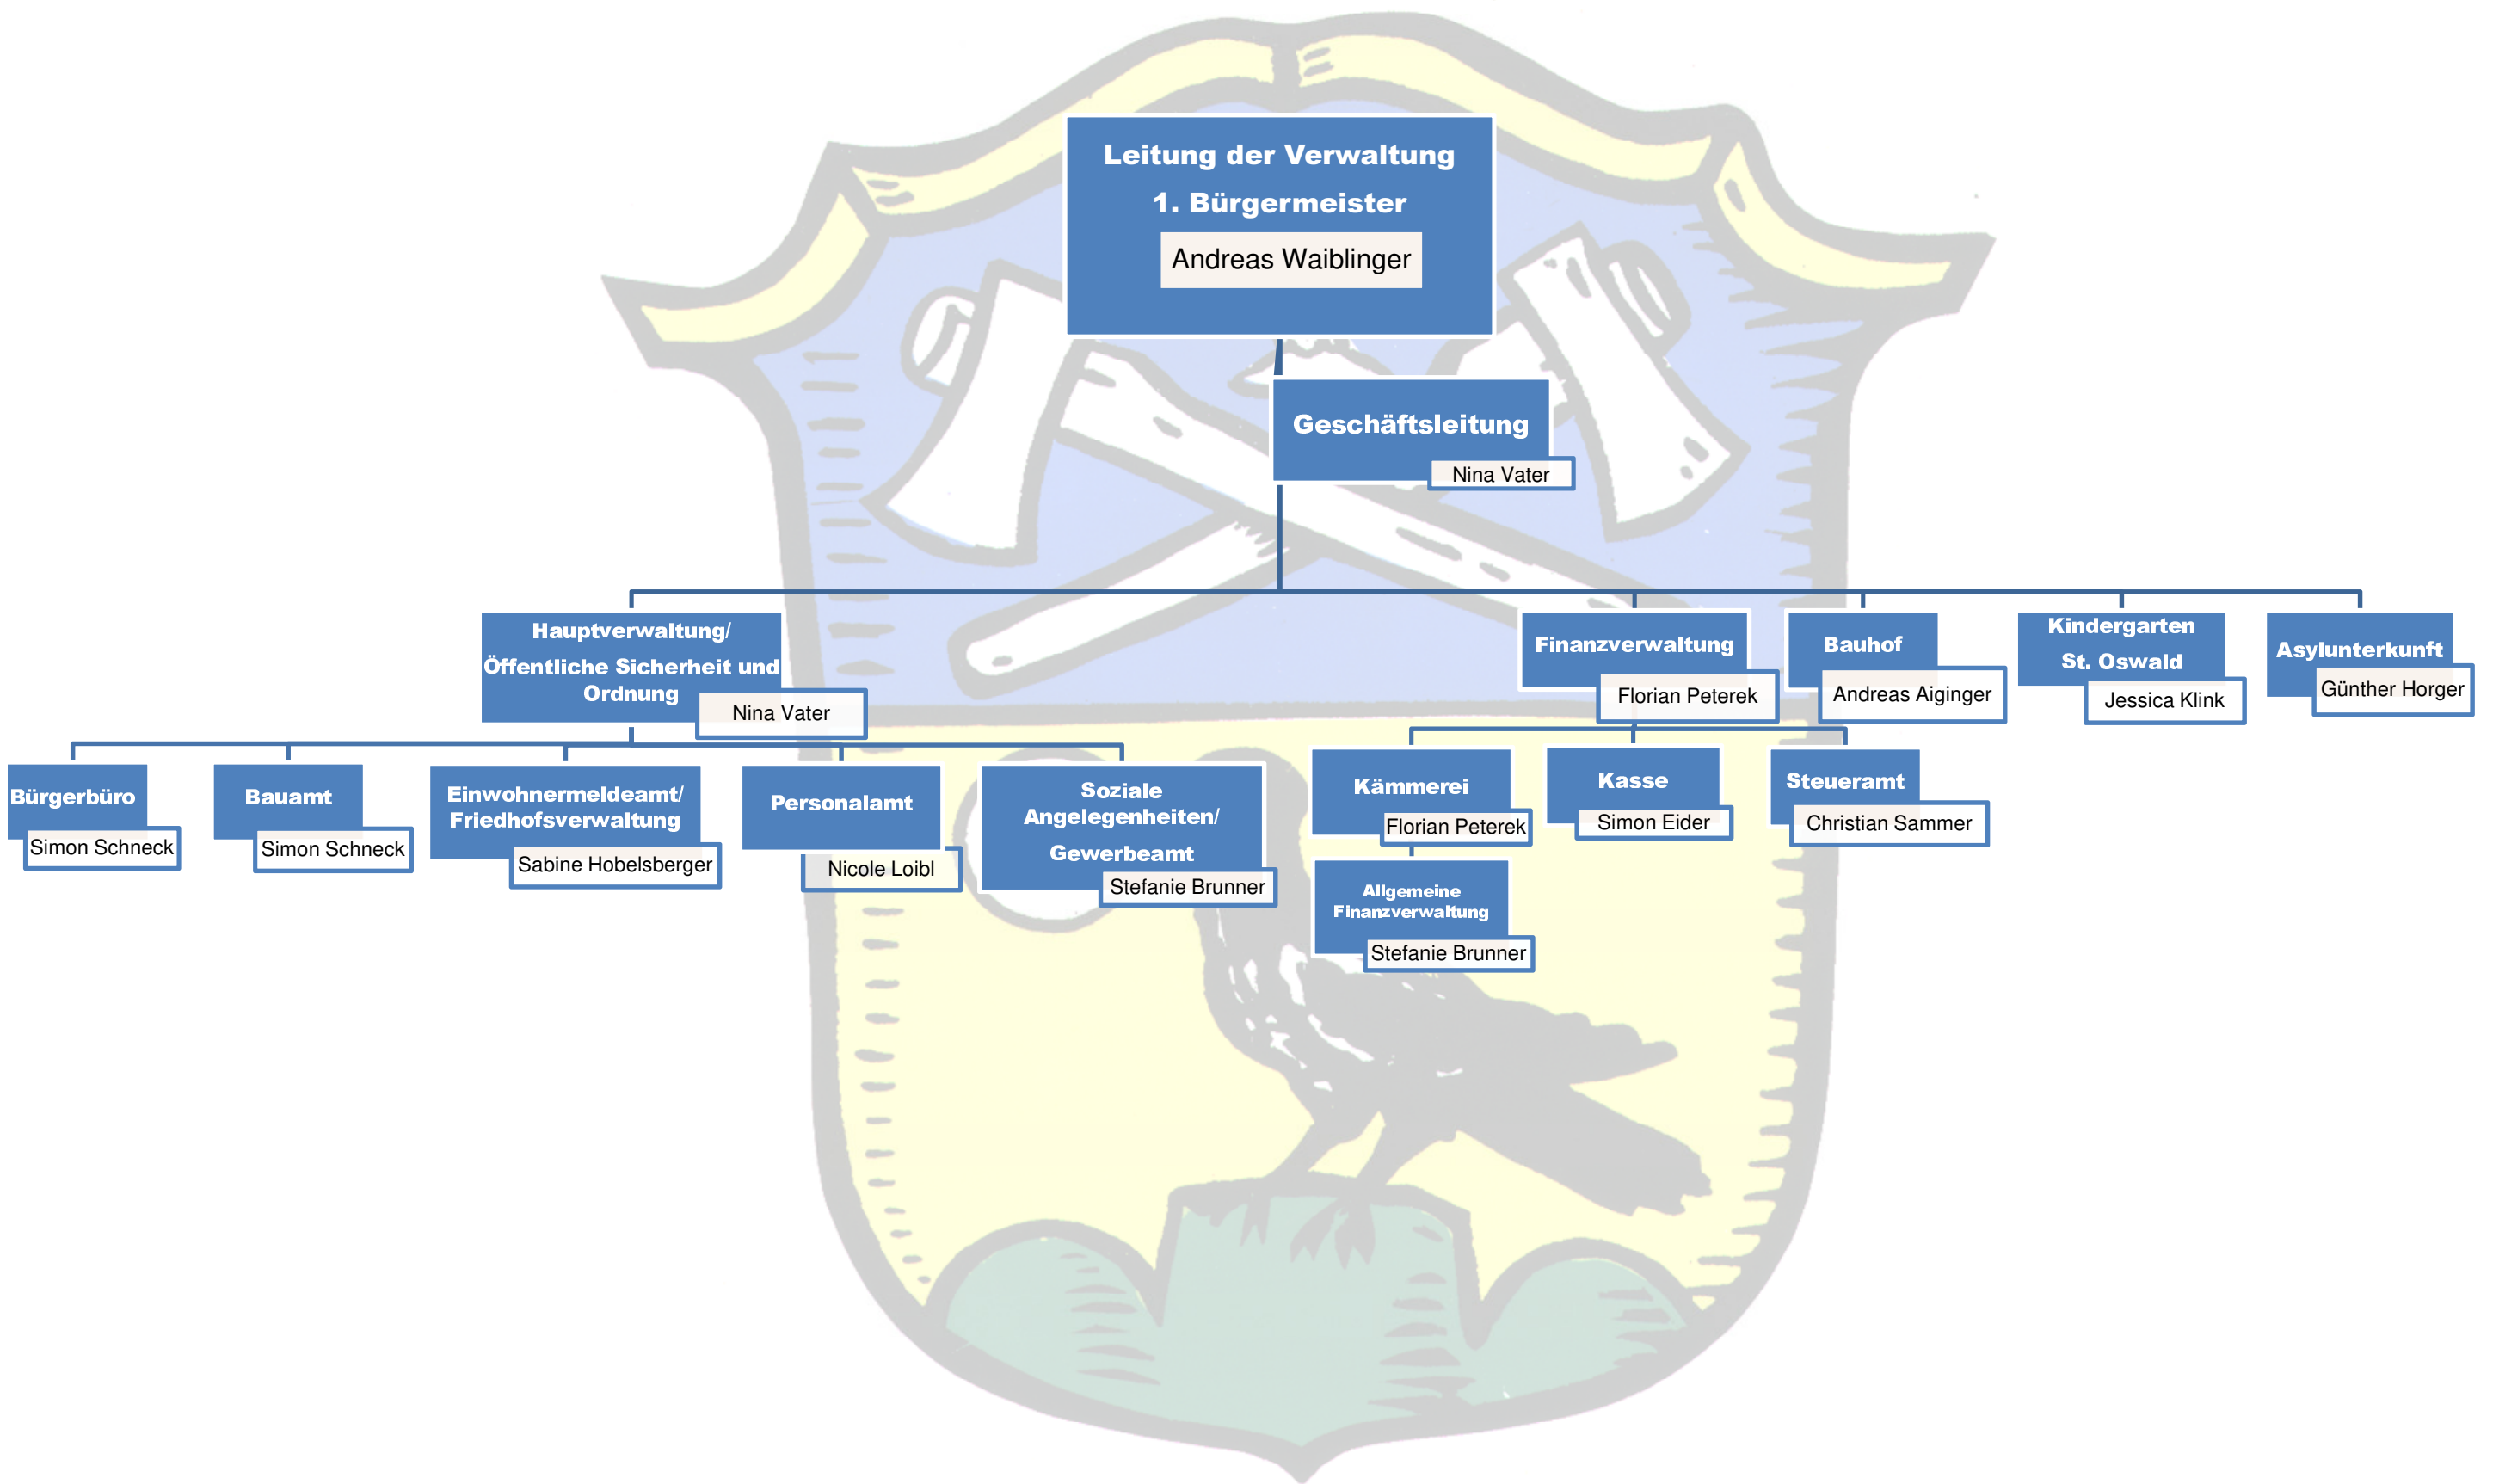 Leitung der Verwaltung
1. Bürgermeister
Andreas Waiblinger
Geschäftsleitung
Nina Vater
Hauptverwaltung/
Öffentliche Sicherheit und
Ordnung
Nina Vater
Finanzverwaltung
Florian Peterek
Bauhof
Andreas Aiginger
Kindergarten
St. Oswald
Jessica Klink
Asylunterkunft
Günther Horger
Bürgerbüro
Simon Schneck
Bauamt
Simon Schneck
Einwohnermeldeamt/
Friedhofsverwaltung
Sabine Hobelsberger
Personalamt
Nicole Loibl
Soziale
Angelegenheiten/
Gewerbeamt
Stefanie Brunner
Kämmerei
Florian Peterek
Kasse
Simon Eider
Steueramt
Christian Sammer
Allgemeine
Finanzverwaltung
Stefanie Brunner